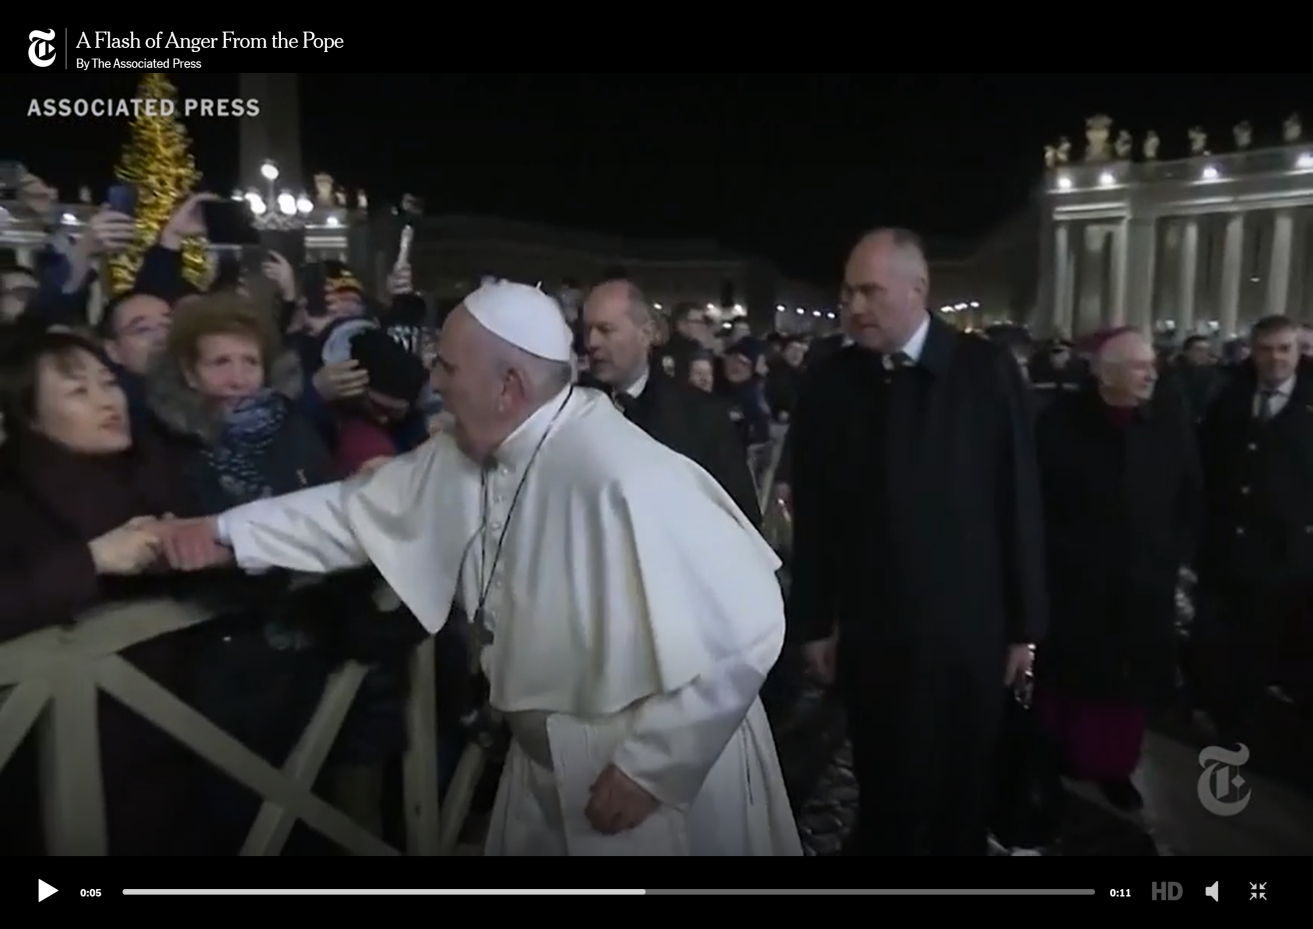 A Flash of Anger From the Pope
By The Associated Press
ASSOCIATED PRESS
0:05
0:11
HD